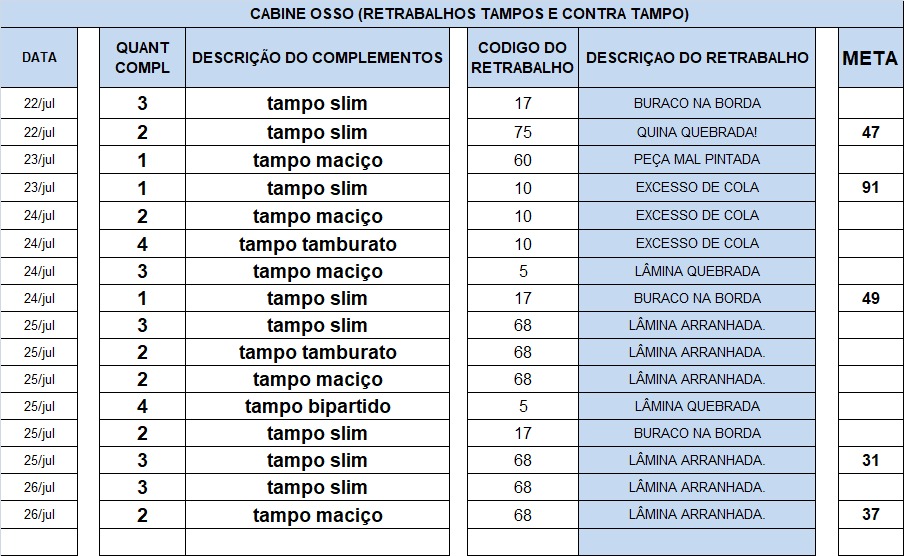 CABINE OSSO (RETRABALHOS TAMPOS E CONTRA TAMPO)
DATA QUANT COMPL DESCRIÇÃO DO COMPLEMENTOS CODIGO DO RETRABALHO DESCRIÇAO DO RETRABALHO META
22/jul 3 tampo slim 17 BURACO NA BORDA
22/jul 2 tampo slim 75 QUINA QUEBRADA! 47
23/jul 1 tampo maciço 60 PEÇA MAL PINTADA
23/jul 1 tampo slim 10 EXCESSO DE COLA 91
24/jul 2 tampo maciço 10 EXCESSO DE COLA
24/jul 4 tampo tamburato 10 EXCESSO DE COLA
24/jul 3 tampo maciço 5 LÂMINA QUEBRADA
24/jul 1 tampo slim 17 BURACO NA BORDA 49
25/jul 3 tampo slim 68 LÂMINA ARRANHADA.
25/jul 2 tampo tamburato 68 LÂMINA ARRANHADA.
25/jul 2 tampo maciço 68 LÂMINA ARRANHADA.
25/jul 4 tampo bipartido 5 LÂMINA QUEBRADA
25/jul 2 tampo slim 17 BURACO NA BORDA
25/jul 3 tampo slim 68 LÂMINA ARRANHADA. 31
26/jul 3 tampo slim 68 LÂMINA ARRANHADA.
26/jul 2 tampo maciço 68 LÂMINA ARRANHADA. 37